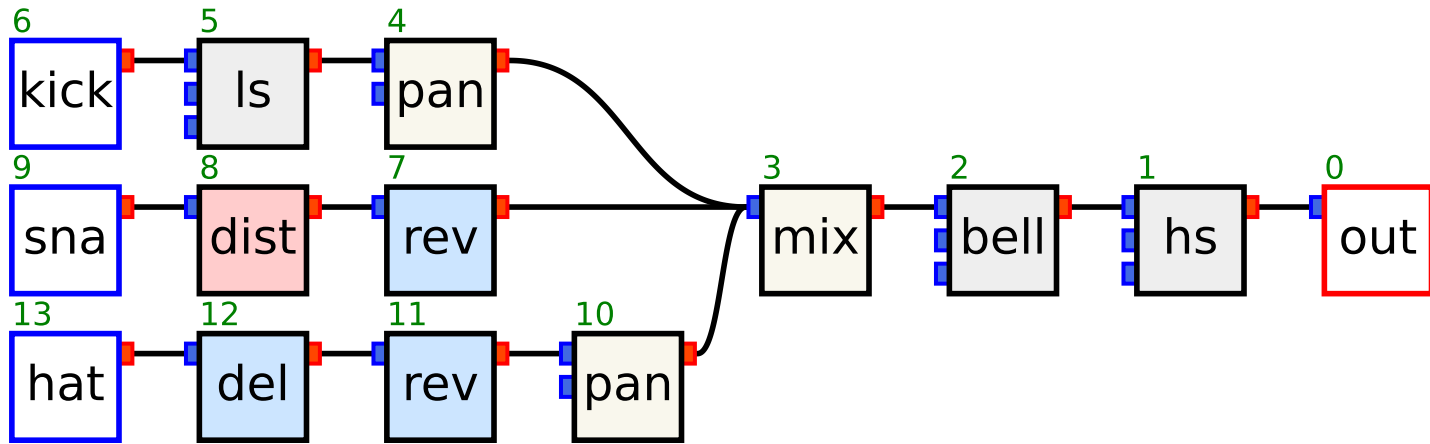 6 5 4
kick ls pan
9 8 7 3 2 1 0
sna dist rev mix bell hs out
13 12 11 10
hat del rev pan